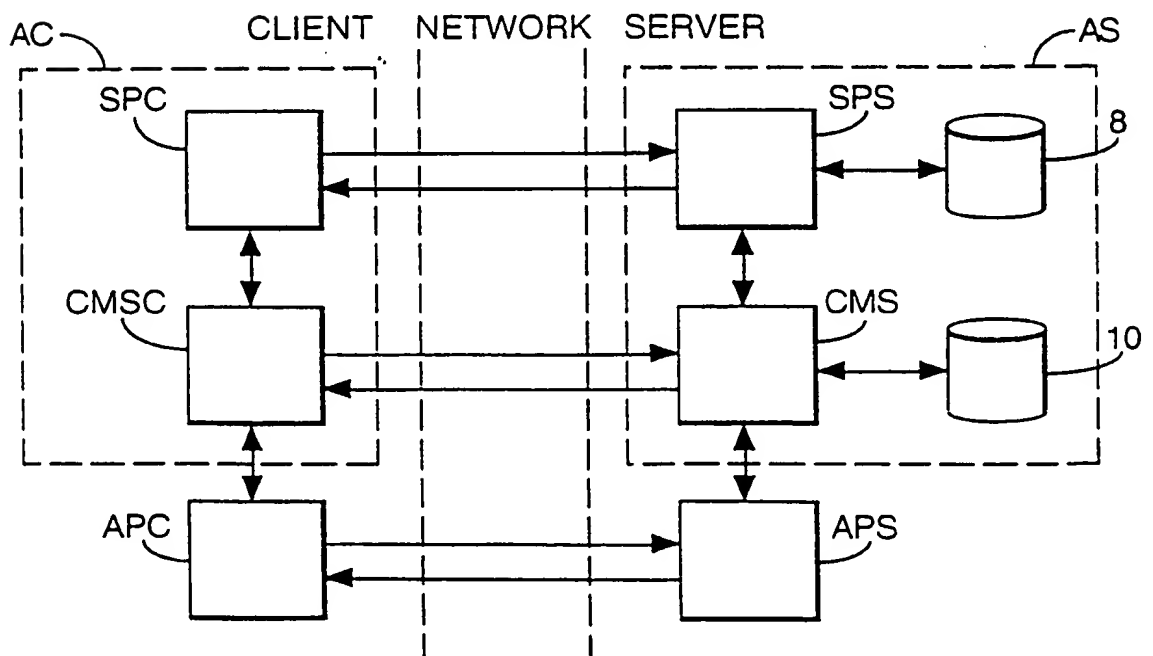 AC CLIENT NETWORK SERVER AS
SPC SPS 8
CMSC CMS 10
APC APS